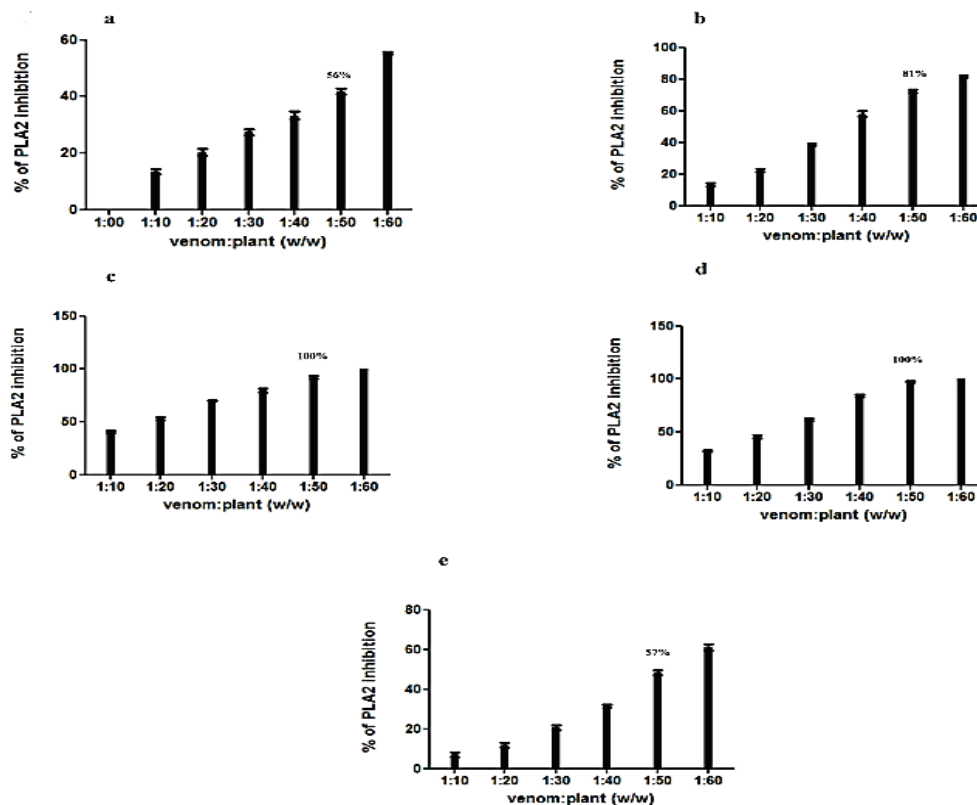 a
% of PLA2 inhibition
60
40
20
0
56%
1:00 1:10 1:20 1:30 1:40 1:50 1:60
venom:plant (w/w)
b
% of PLA2 inhibition
100
80
60
40
20
0
81%
1:10 1:20 1:30 1:40 1:50 1:60
venom:plant (w/w)
c
% of PLA2 inhibition
150
100
50
0
100%
1:10 1:20 1:30 1:40 1:50 1:60
venom:plant (w/w)
d
% of PLA2 inhibition
150
100
50
0
100%
1:10 1:20 1:30 1:40 1:50 1:60
venom:plant (w/w)
e
% of PLA2 inhibition
80
60
40
20
0
57%
1:10 1:20 1:30 1:40 1:50 1:60
venom:plant (w/w)